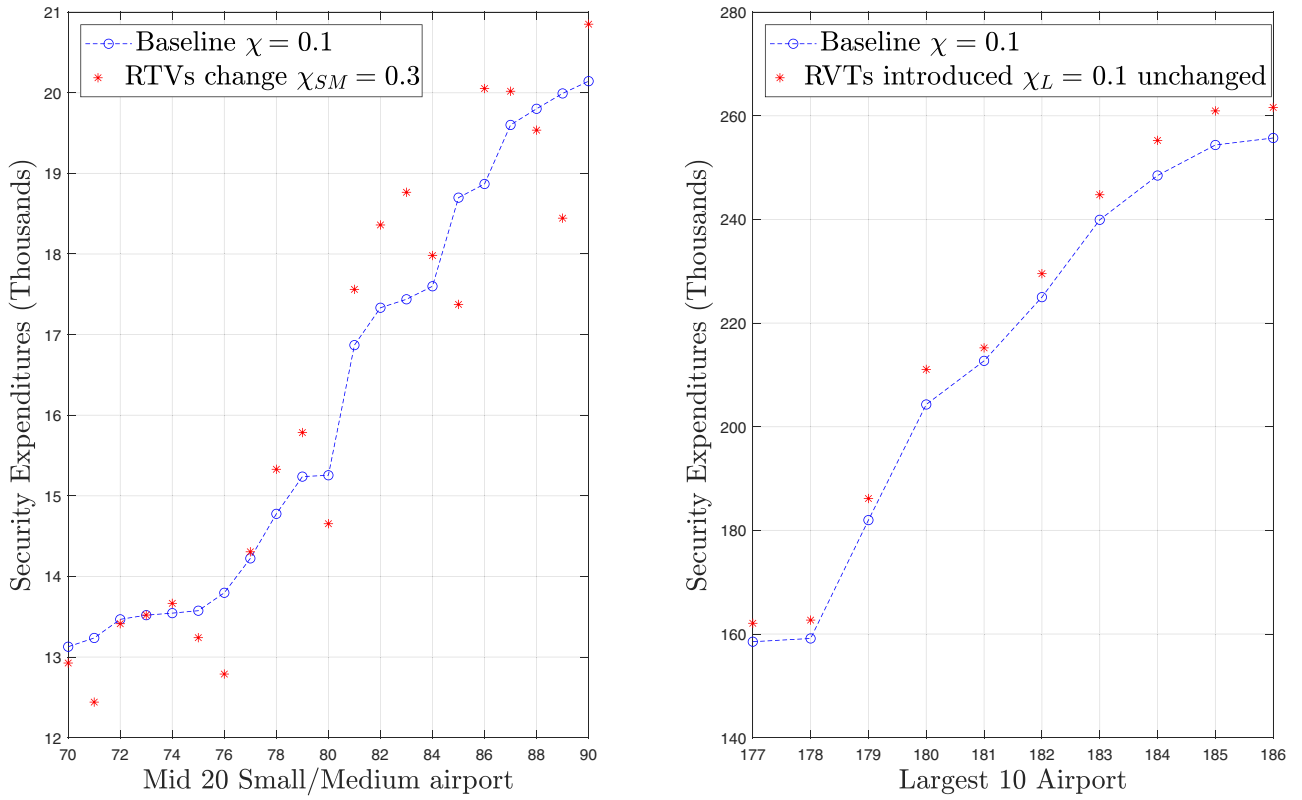 21
20
19
18
17
16
15
14
13
12
Security Expenditures (Thousands)
Baseline χ = 0.1
RTVs change χ_{SM} = 0.3
70 72 74 76 78 80 82 84 86 88 90
Mid 20 Small/Medium airport
280
260
240
220
200
180
160
140
Security Expenditures (Thousands)
Baseline χ = 0.1
RVTs introduced χ_L = 0.1 unchanged
177 178 179 180 181 182 183 184 185 186
Largest 10 Airport